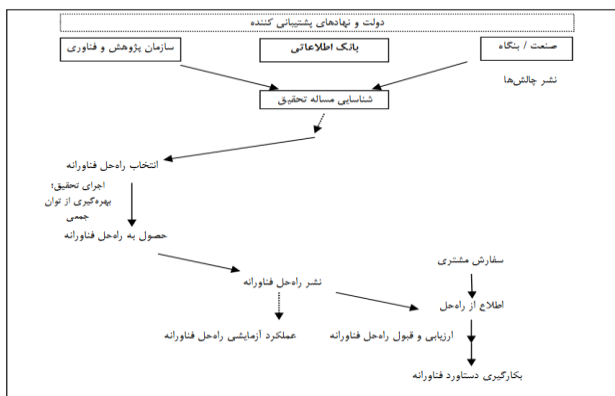 دولت و نهادهای پشتیبانی کننده
صنعت / بنگاه
بانک اطلاعاتی
سازمان پژوهش و فناوری
نشر چالش‌ها
شناسایی مساله تحقیق
انتخاب راه‌حل فناورانه
اجرای تحقیق؛
بهره‌گیری از توان
جمعی
حصول به راه‌حل فناورانه
سفارش مشتری
نشر راه‌حل فناورانه
اطلاع از راه‌حل
ارزیابی و قبول راه‌حل فناورانه
عملکرد آزمایشی راه‌حل فناورانه
بکارگیری دستاورد فناورانه